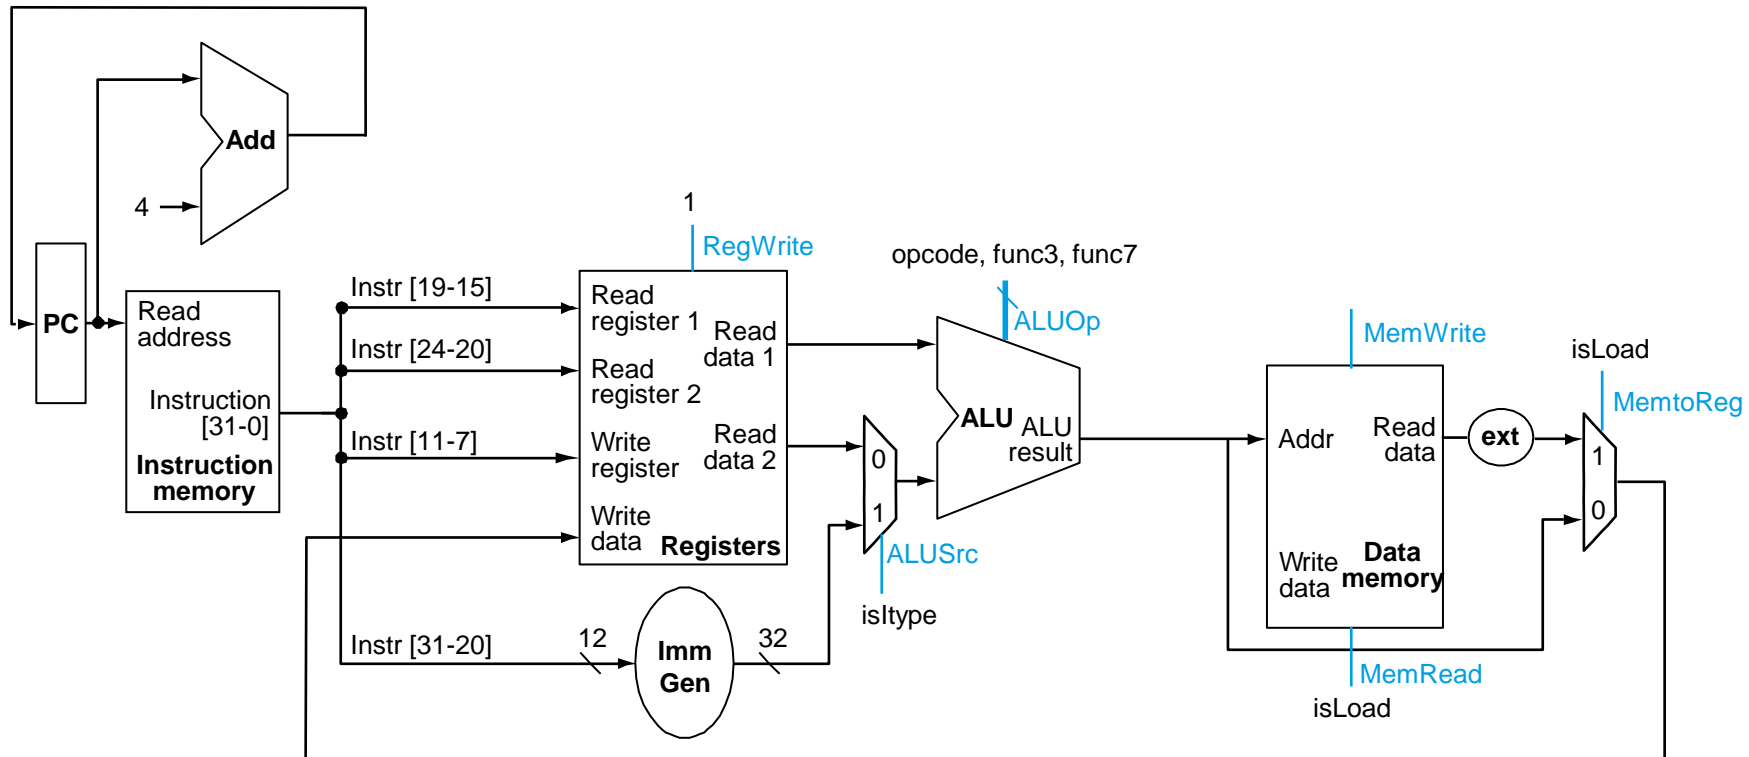 Add
4
1
RegWrite
opcode, func3, func7
ALUOp
PC
Read
address
Instruction
[31-0]
Instruction
memory
Instr [19-15]
Instr [24-20]
Instr [11-7]
Instr [31-20]
Read
register 1
Read
register 2
Write
register
Write
data
Read
data 1
Read
data 2
Registers
12
Imm
Gen
32
0
1
ALUSrc
isItype
ALU
ALU
result
MemWrite
Addr
Read
data
Write
data
Data
memory
MemRead
isLoad
ext
isLoad
MemtoReg
1
0